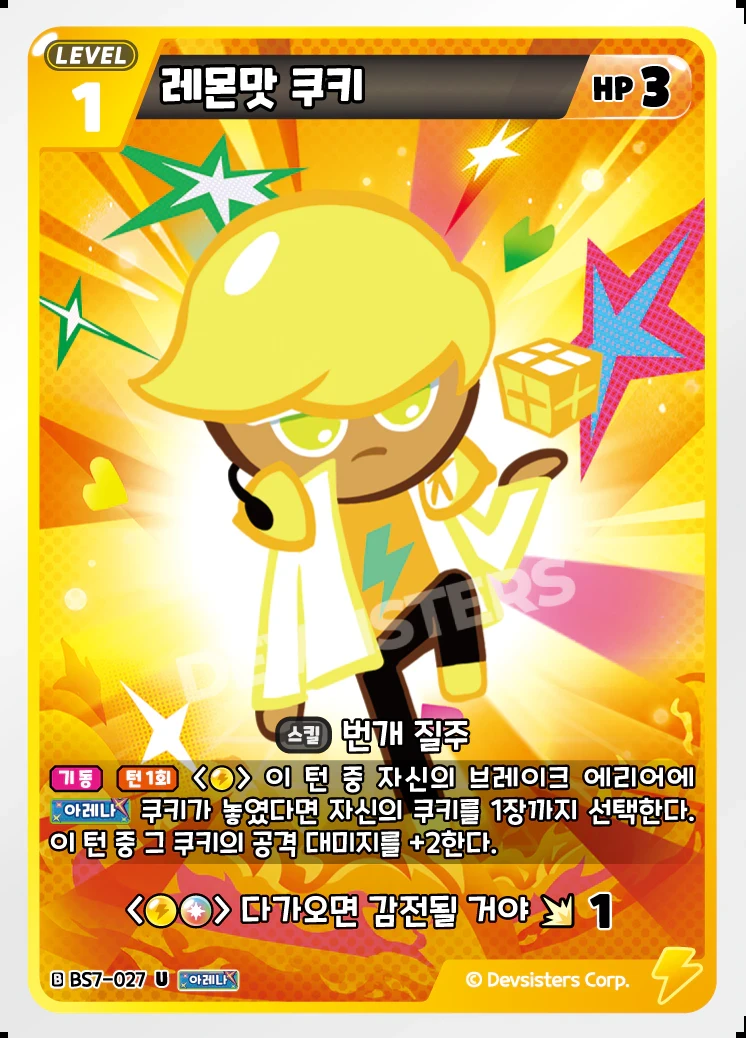 LEVEL
1
레몬맛 쿠키
HP 3
DEVSISTERS
스킬 번개 질주
기동 턴1회 < > 이 턴 중 자신의 브레이크 에리어에
아레나 쿠키가 놓였다면 자신의 쿠키를 1장까지 선택한다.
이 턴 중 그 쿠키의 공격 대미지를 +2한다.
< > 다가오면 감전될 거야 1
B BS7-027 U 아레나
© Devsisters Corp.